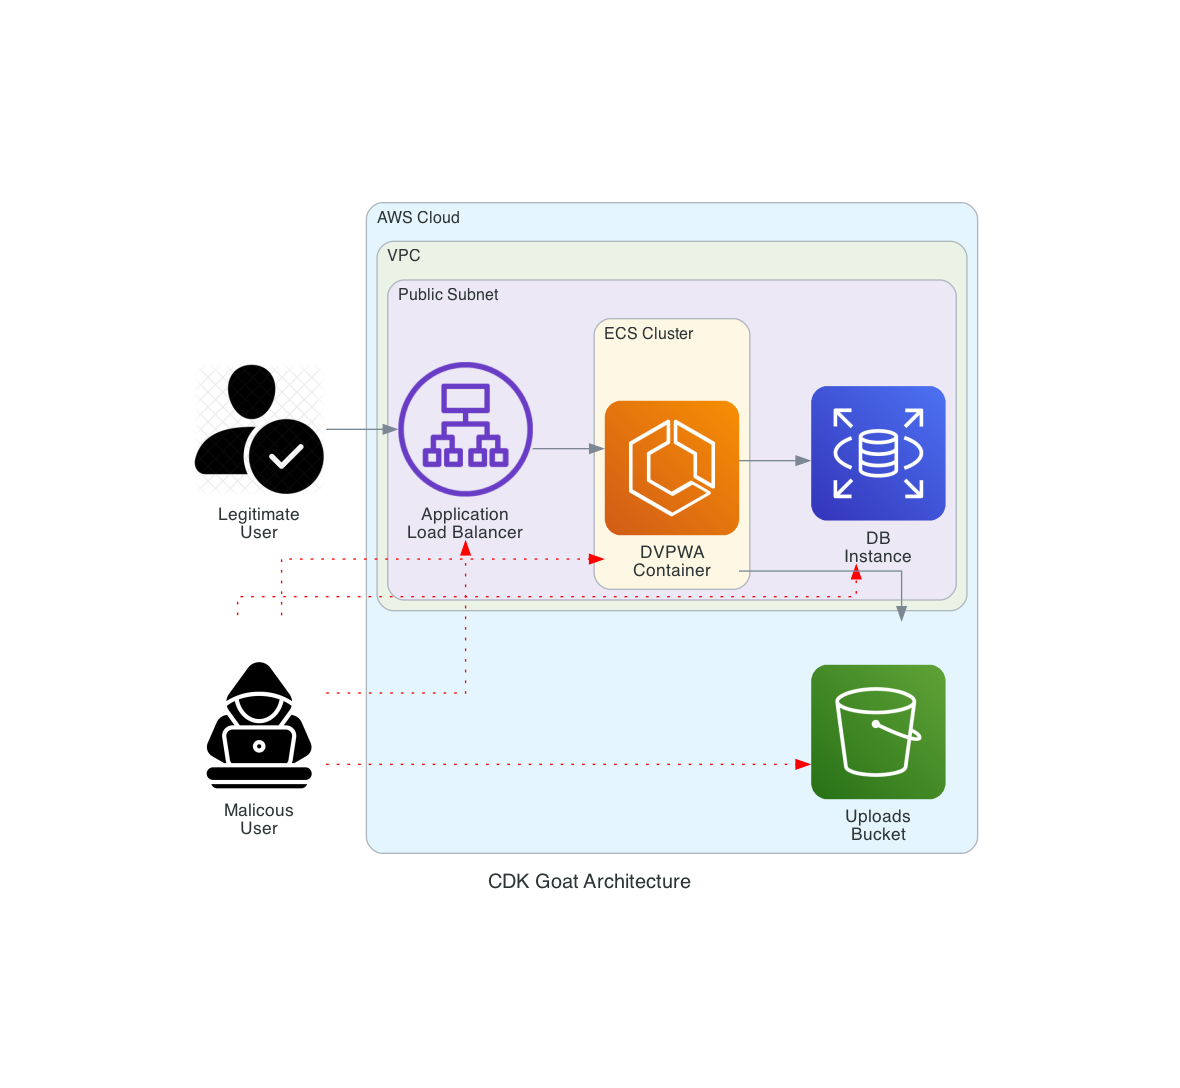 AWS Cloud
VPC
Public Subnet
ECS Cluster
Legitimate
User
Application
Load Balancer
DVPWA
Container
DB
Instance
Malicous
User
Uploads
Bucket
CDK Goat Architecture